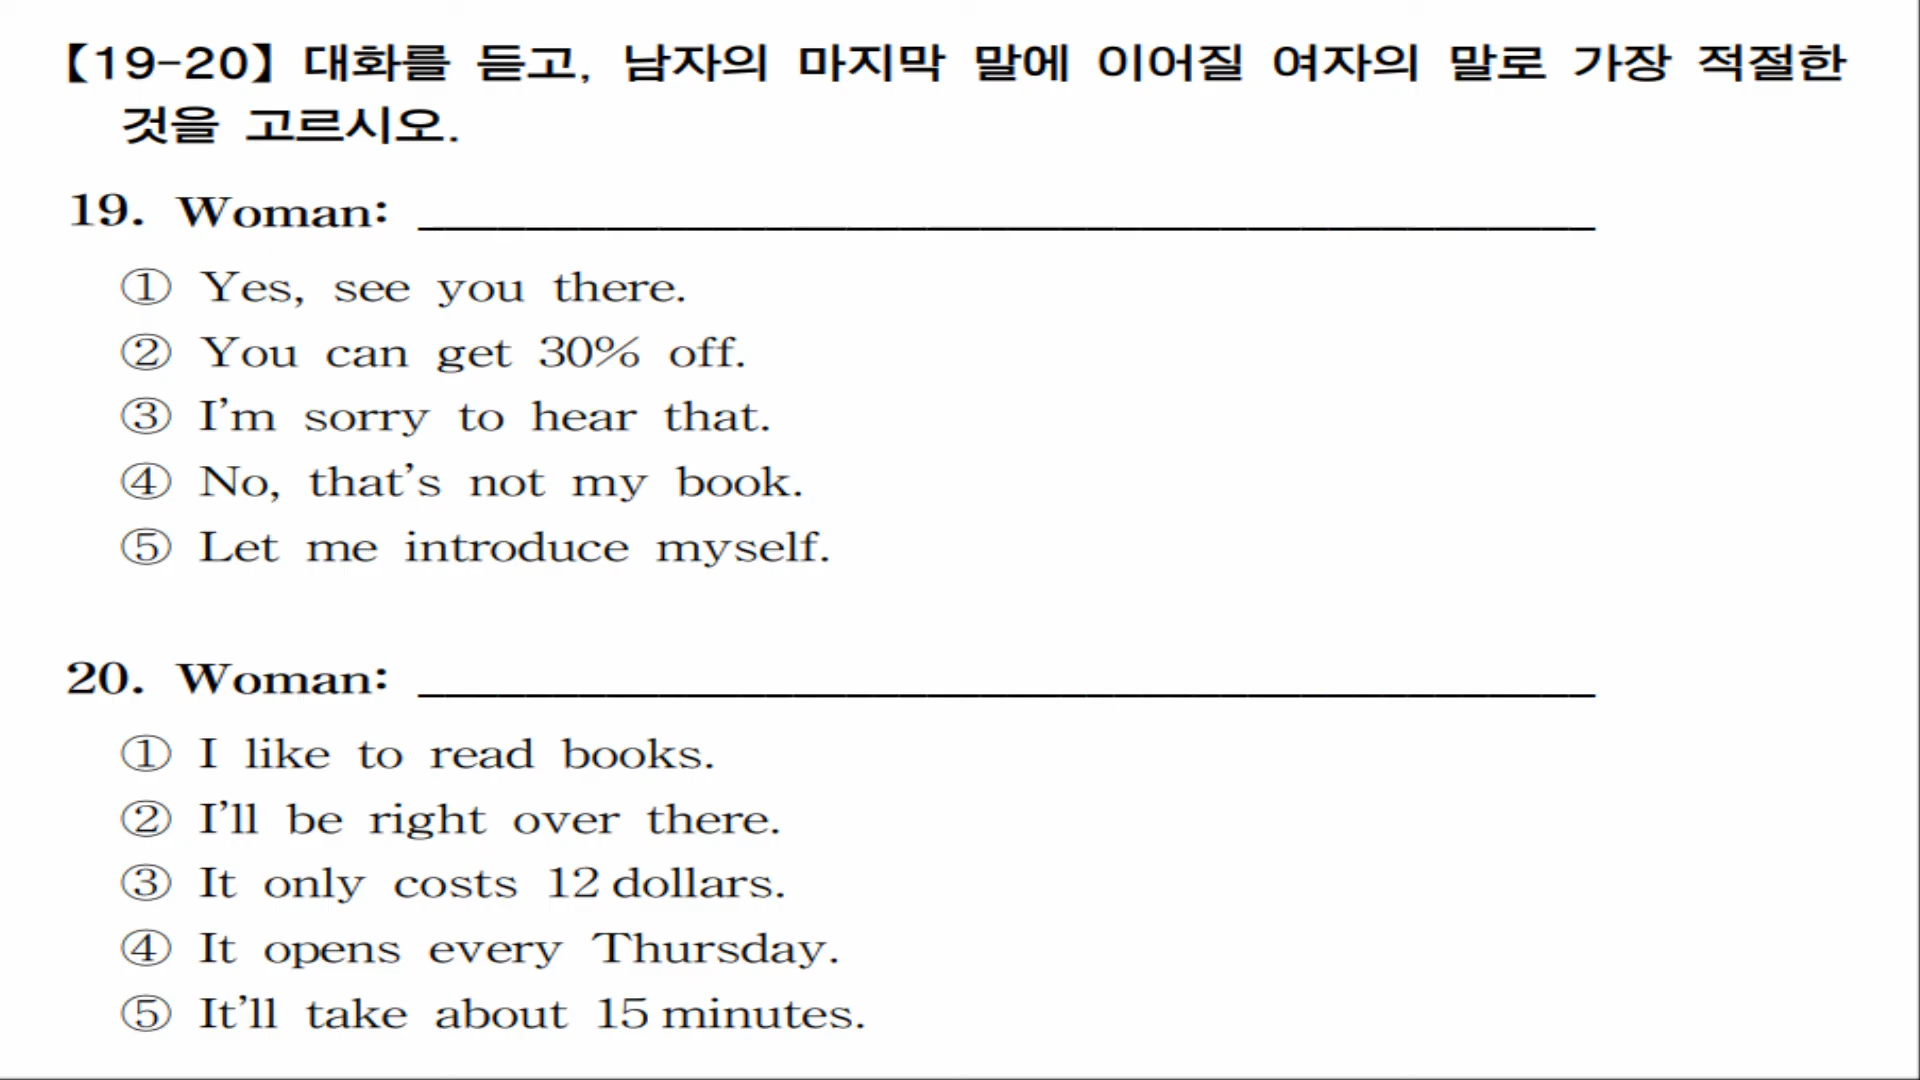 【19-20】 대화를 듣고, 남자의 마지막 말에 이어질 여자의 말로 가장 적절한
것을 고르시오.
19. Woman: ____________________
① Yes, see you there.
② You can get 30% off.
③ I'm sorry to hear that.
④ No, that's not my book.
⑤ Let me introduce myself.
20. Woman: ____________________
① I like to read books.
② I'll be right over there.
③ It only costs 12 dollars.
④ It opens every Thursday.
⑤ It'll take about 15 minutes.